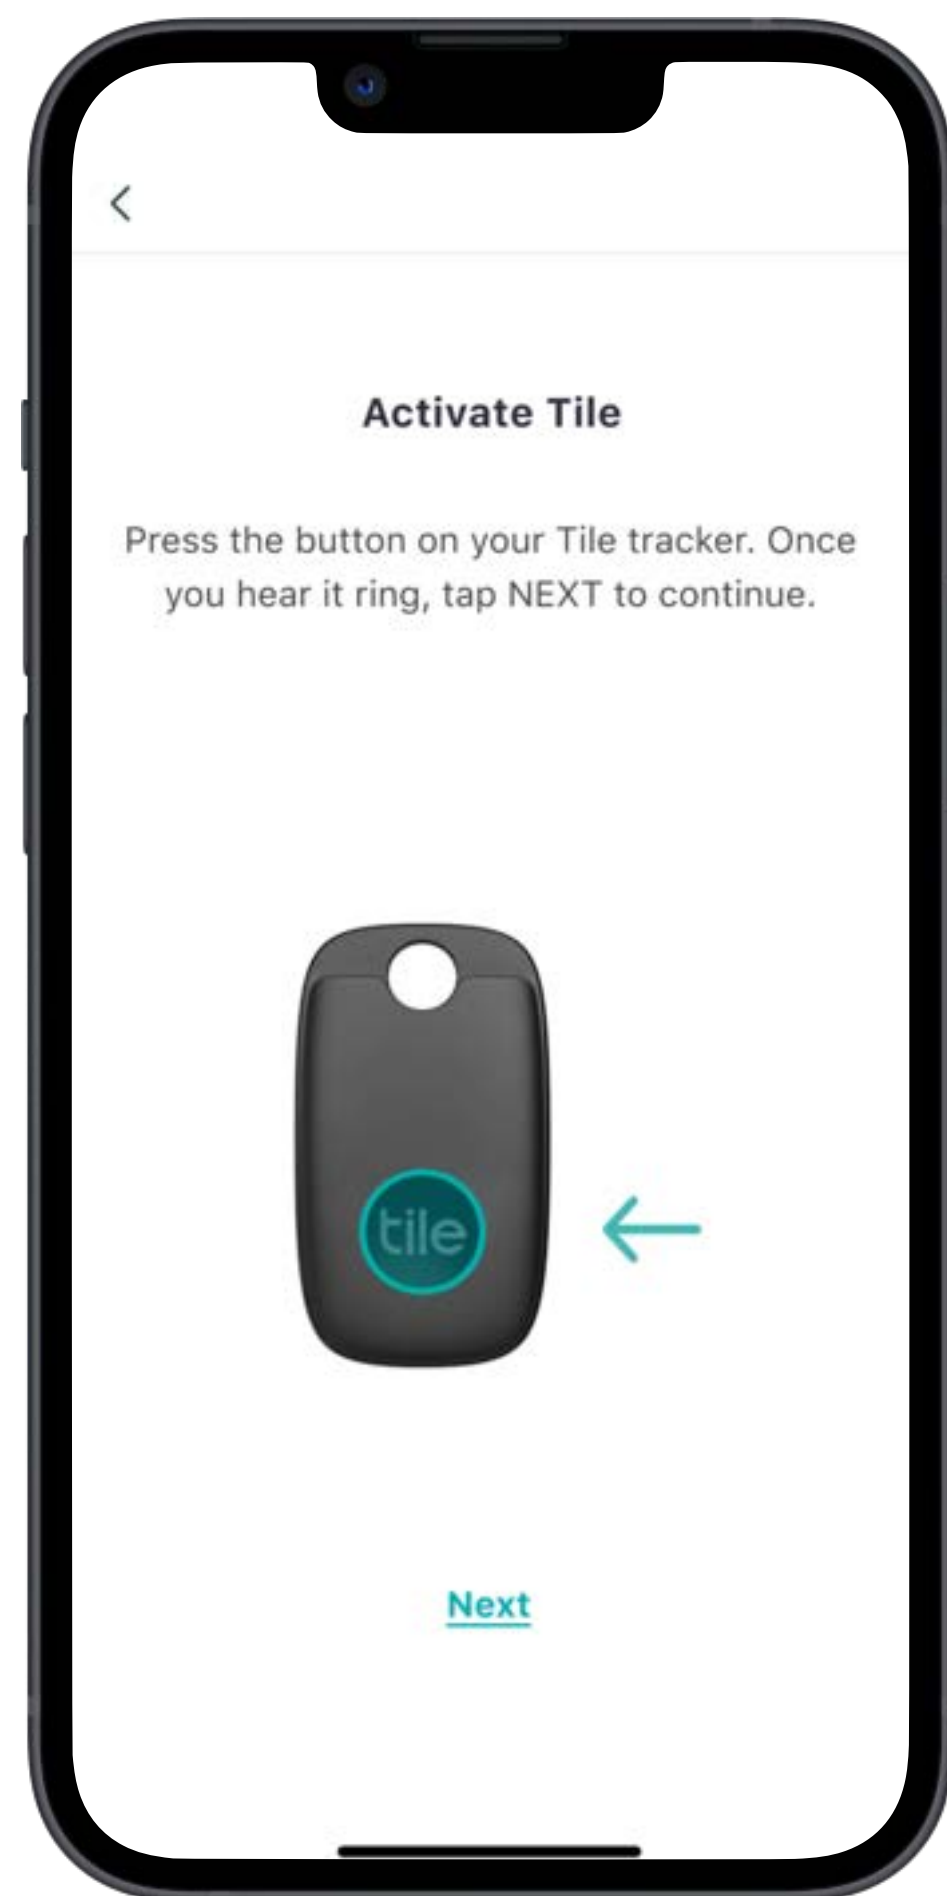 Activate Tile
Press the button on your Tile tracker. Once
you hear it ring, tap NEXT to continue.
tile
Next